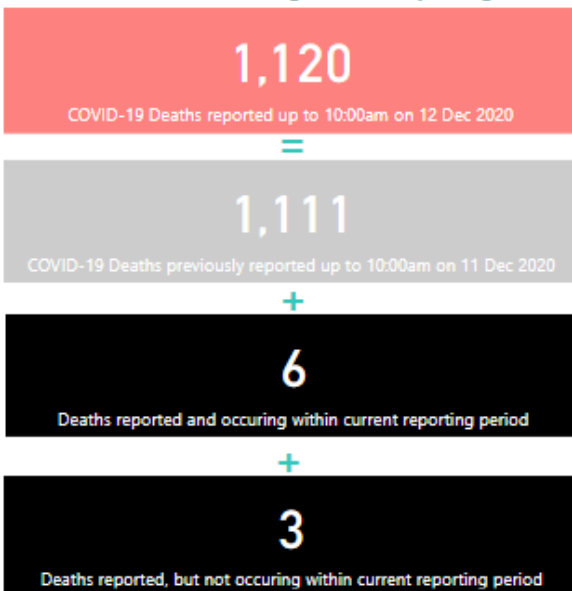 1,120
COVID-19 Deaths reported up to 10:00am on 12 Dec 2020
=
1,111
COVID-19 Deaths previously reported up to 10:00am on 11 Dec 2020
+
6
Deaths reported and occuring within current reporting period
+
3
Deaths reported, but not occuring within current reporting period